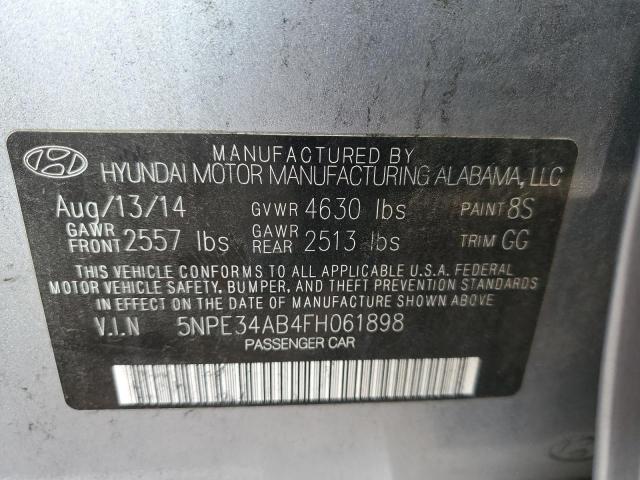 MANUFACTURED BY
HYUNDAI MOTOR MANUFACTURING ALABAMA, LLC
Aug/13/14 GVWR 4630 lbs PAINT 8S
GAWR FRONT 2557 lbs GAWR REAR 2513 lbs TRIM GG
THIS VEHICLE CONFORMS TO ALL APPLICABLE U.S.A. FEDERAL
MOTOR VEHICLE SAFETY, BUMPER, AND THEFT PREVENTION STANDARDS
IN EFFECT ON THE DATE OF MANUFACTURE SHOWN ABOVE.
V.I.N 5NPE34AB4FH061898
PASSENGER CAR